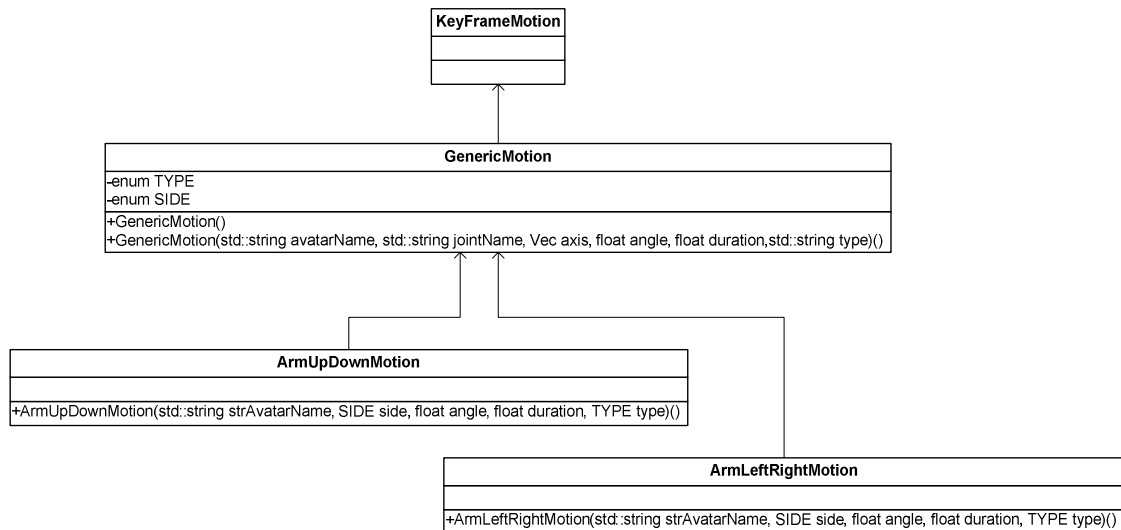 KeyFrameMotion
GenericMotion
-enum TYPE
-enum SIDE
+GenericMotion()
+GenericMotion(std::string avatarName, std::string jointName, Vec axis, float angle, float duration,std::string type)()
ArmUpDownMotion
+ArmUpDownMotion(std::string strAvatarName, SIDE side, float angle, float duration, TYPE type)()
ArmLeftRightMotion
+ArmLeftRightMotion(std::string strAvatarName, SIDE side, float angle, float duration, TYPE type)()